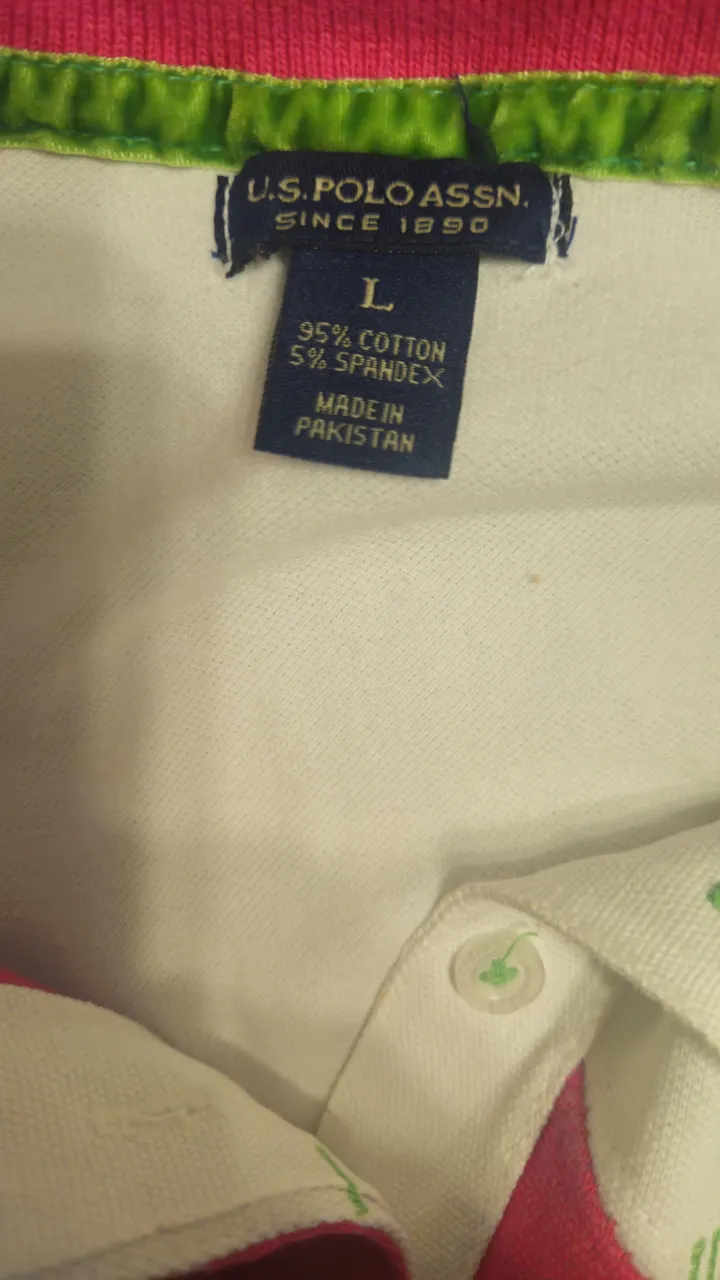 U.S. POLO ASSN.
SINCE 1890
L
95% COTTON
5% SPANDEX
MADE IN
PAKISTAN